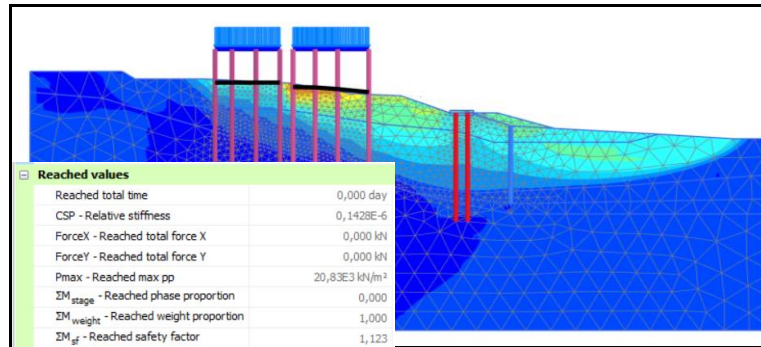 Reached values
Reached total time 0,000 day
CSP - Relative stiffness 0,1428E-6
ForceX - Reached total force X 0,000 kN
ForceY - Reached total force Y 0,000 kN
Pmax - Reached max pp 20,83E3 kN/m²
ΣMstage - Reached phase proportion 0,000
ΣMweight - Reached weight proportion 1,000
ΣMsf - Reached safety factor 1,123